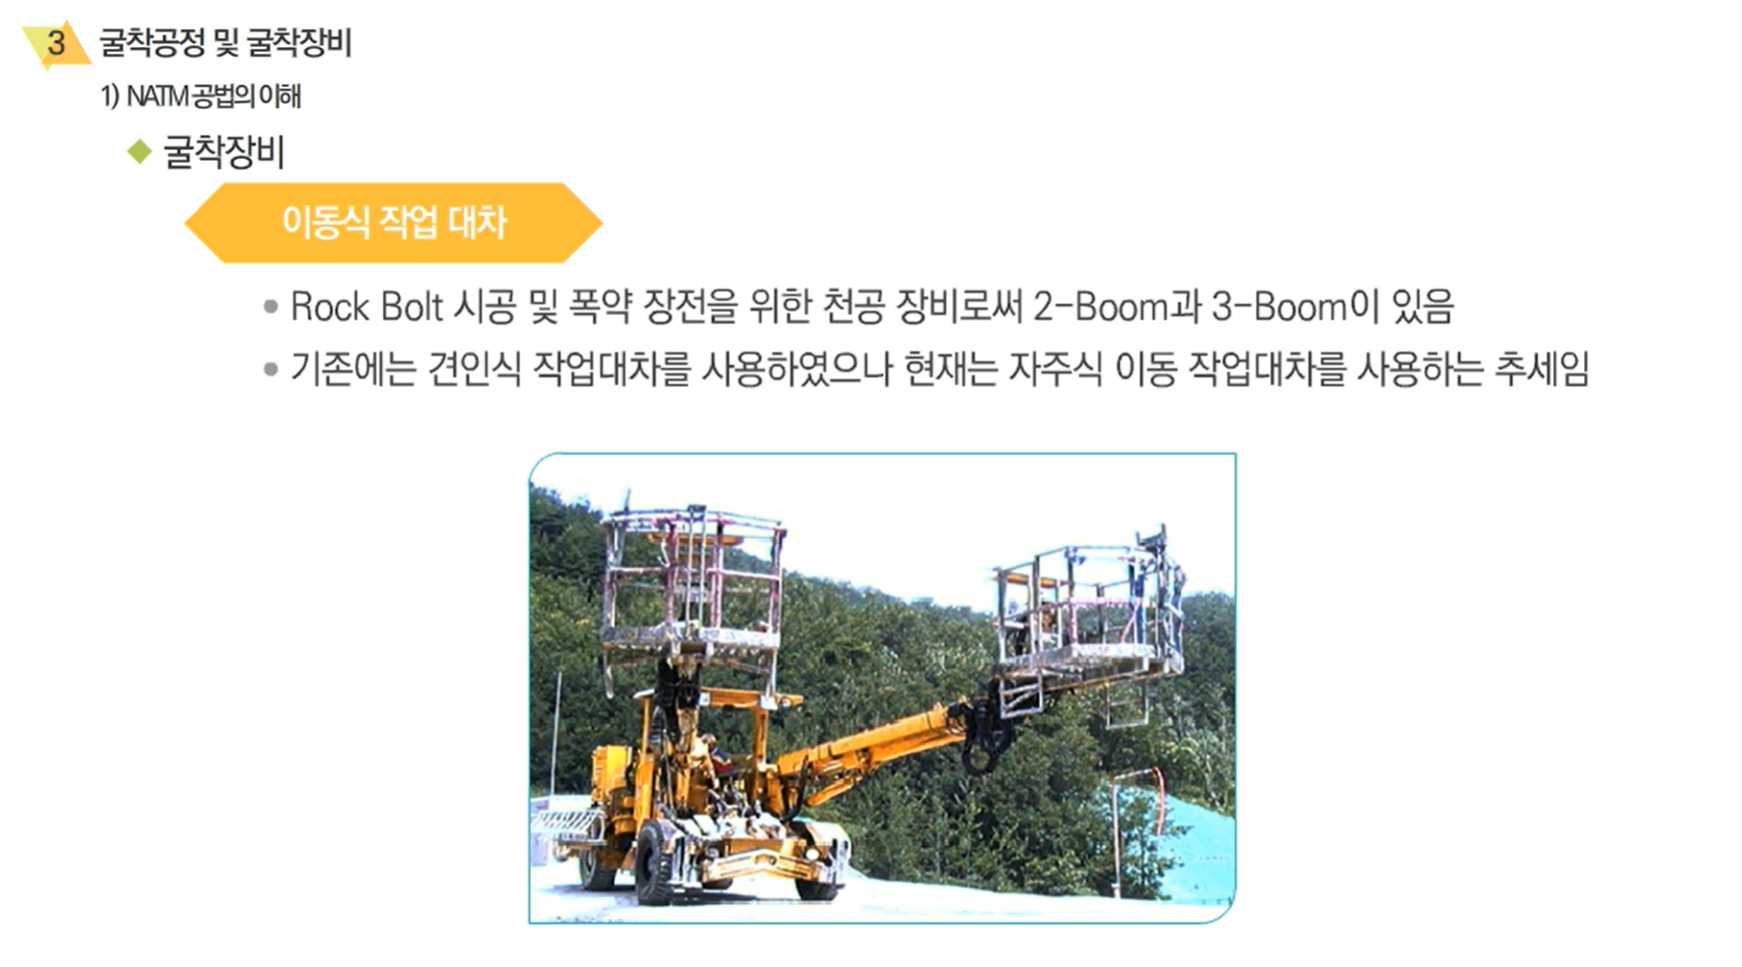 3 굴착공정 및 굴착장비
1) NATM 공법의 이해
굴착장비
이동식 작업 대차
Rock Bolt 시공 및 폭약 장전을 위한 천공 장비로써 2-Boom과 3-Boom이 있음
기존에는 견인식 작업대차를 사용하였으나 현재는 자주식 이동 작업대차를 사용하는 추세임